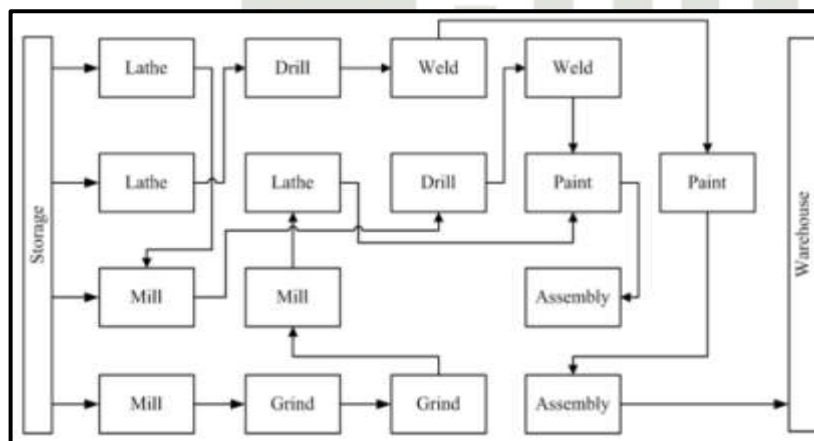 Storage
Lathe
Drill
Weld
Weld
Lathe
Lathe
Drill
Paint
Paint
Mill
Mill
Assembly
Mill
Grind
Grind
Assembly
Warehouse